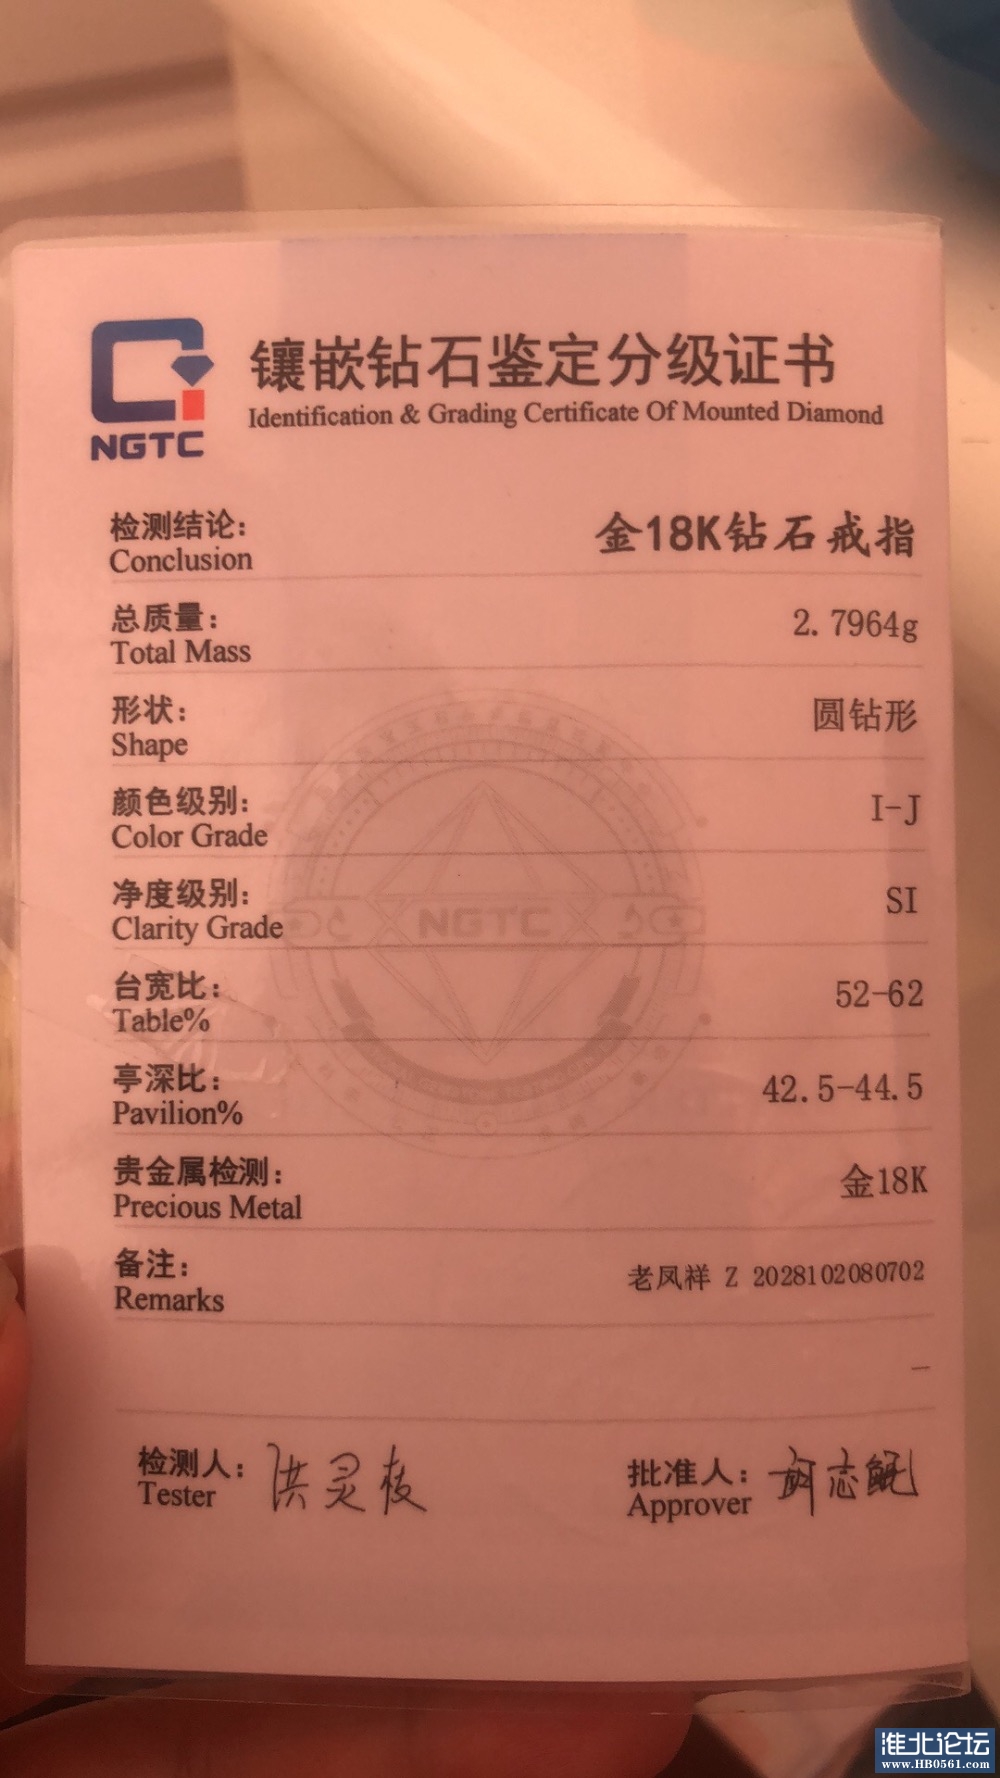 镶嵌钻石鉴定分级证书
Identification & Grading Certificate Of Mounted Diamond
NGTC
检测结论：
Conclusion
金18K钻石戒指
总质量：
Total Mass
2.7964g
形状：
Shape
圆钻形
颜色级别：
Color Grade
I-J
净度级别：
Clarity Grade
SI
NGTC
台宽比：
Table%
52-62
亭深比：
Pavilion%
42.5-44.5
贵金属检测：
Precious Metal
金18K
备注：
Remarks
老凤祥 Z 2028102080702
—
检测人：
Tester
洪灵枝
批准人：
Approver
淮北论坛
www.HB0561.com